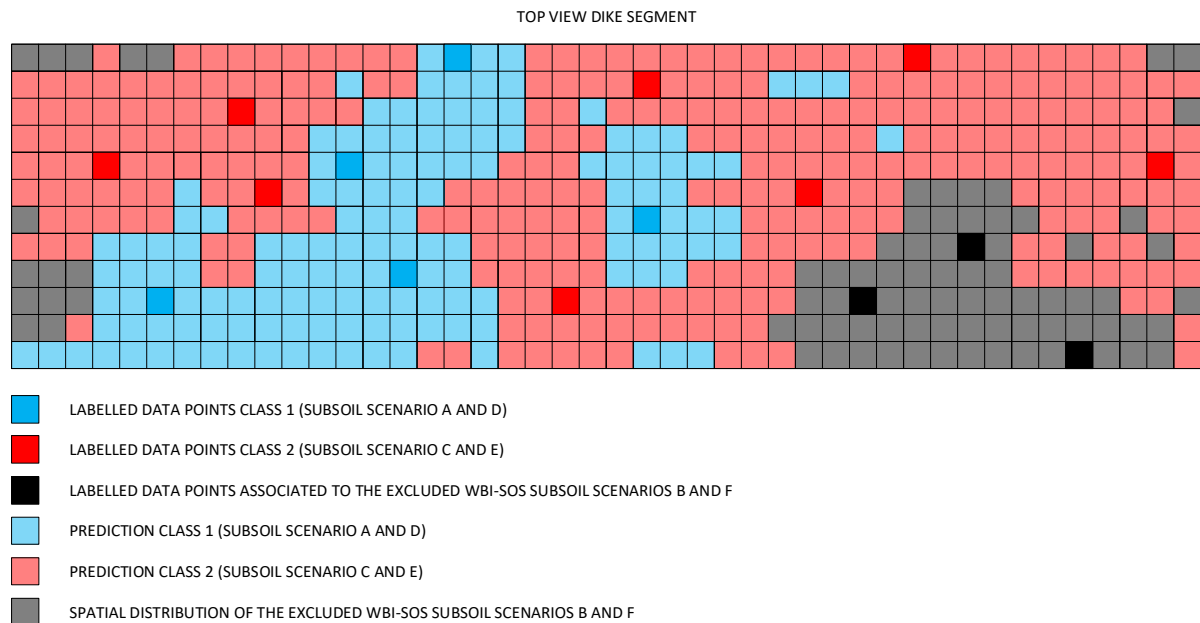 TOP VIEW DIKE SEGMENT
LABELLED DATA POINTS CLASS 1 (SUBSOIL SCENARIO A AND D)
LABELLED DATA POINTS CLASS 2 (SUBSOIL SCENARIO C AND E)
LABELLED DATA POINTS ASSOCIATED TO THE EXCLUDED WBI-SOS SUBSOIL SCENARIOS B AND F
PREDICTION CLASS 1 (SUBSOIL SCENARIO A AND D)
PREDICTION CLASS 2 (SUBSOIL SCENARIO C AND E)
SPATIAL DISTRIBUTION OF THE EXCLUDED WBI-SOS SUBSOIL SCENARIOS B AND F